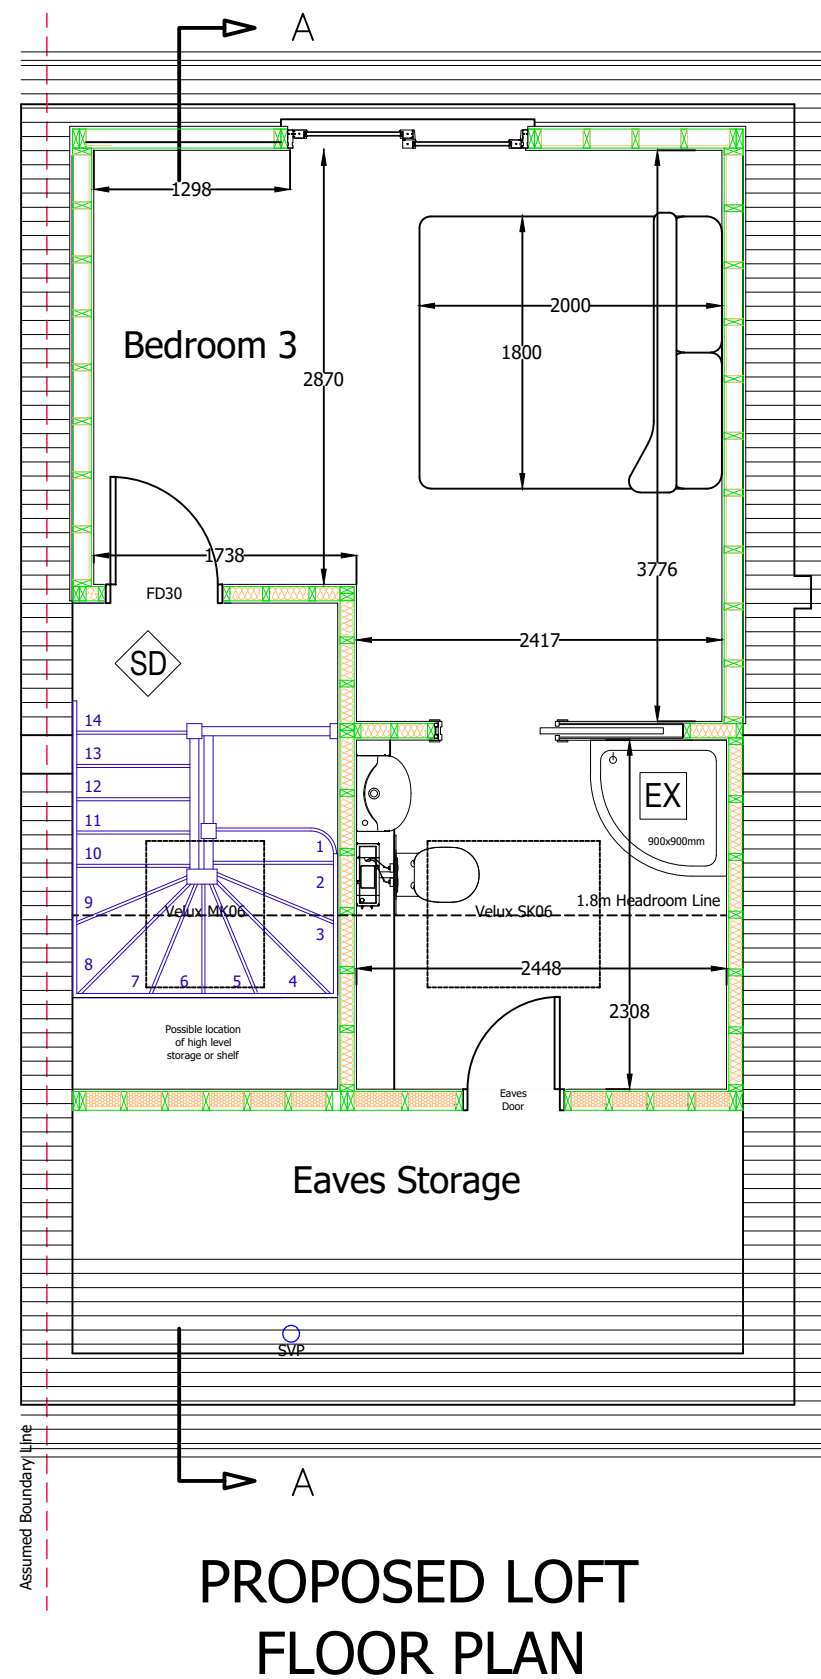 A
1298
2000
Bedroom 3
1800
2870
1738
3776
FD30
2417
SD
14
13
12
11
10
9
8
7
6
5
4
3
2
1
EX
900x900mm
Velux MK06
Velux SK06
1.8m Headroom Line
2448
2308
Possible location
of high level
storage or shelf
Eaves
Door
Eaves Storage
SVP
Assumed Boundary Line
A
PROPOSED LOFT
FLOOR PLAN